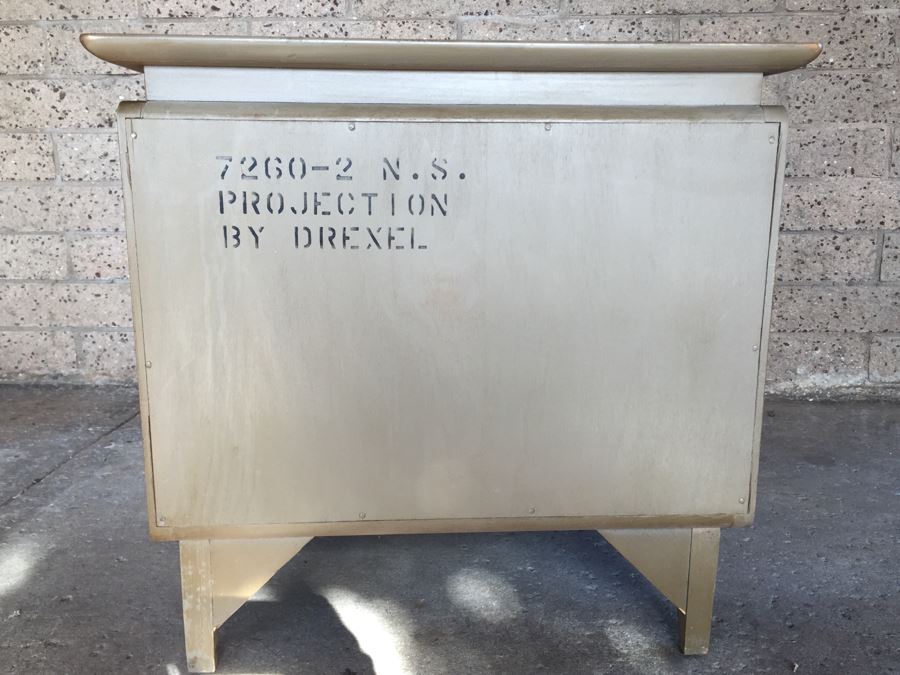 7260-2 N.S.
PROJECTION
BY DREXEL